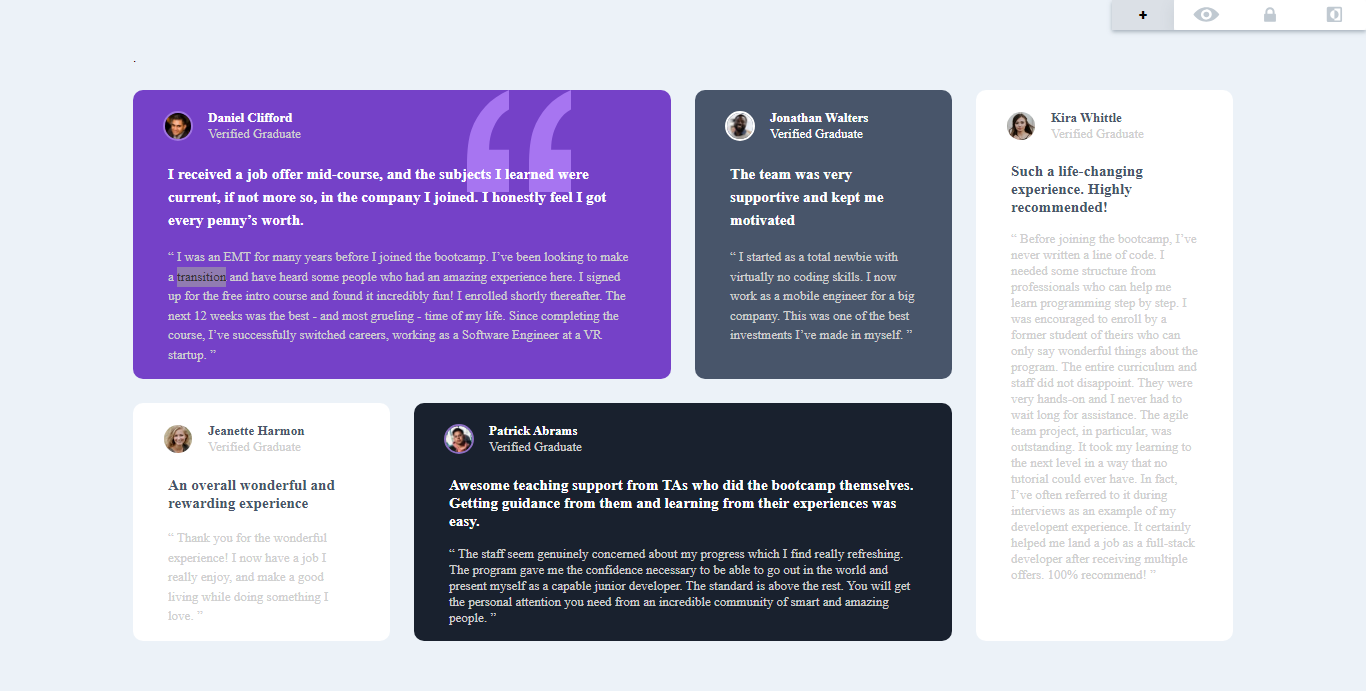 +
.
Daniel Clifford
Verified Graduate
I received a job offer mid-course, and the subjects I learned were
current, if not more so, in the company I joined. I honestly feel I got
every penny’s worth.
“ I was an EMT for many years before I joined the bootcamp. I’ve been looking to make
a transition and have heard some people who had an amazing experience here. I signed
up for the free intro course and found it incredibly fun! I enrolled shortly thereafter. The
next 12 weeks was the best - and most grueling - time of my life. Since completing the
course, I’ve successfully switched careers, working as a Software Engineer at a VR
startup. ”
Jonathan Walters
Verified Graduate
The team was very
supportive and kept me
motivated
“ I started as a total newbie with
virtually no coding skills. I now
work as a mobile engineer for a big
company. This was one of the best
investments I’ve made in myself. ”
Kira Whittle
Verified Graduate
Such a life-changing
experience. Highly
recommended!
“ Before joining the bootcamp, I’ve
never written a line of code. I
needed some structure from
professionals who can help me
learn programming step by step. I
was encouraged to enroll by a
former student of theirs who can
only say wonderful things about the
program. The entire curriculum and
staff did not disappoint. They were
very hands-on and I never had to
wait long for assistance. The agile
team project, in particular, was
outstanding. It took my learning to
the next level in a way that no
tutorial could ever have. In fact,
I’ve often referred to it during
interviews as an example of my
developent experience. It certainly
helped me land a job as a full-stack
developer after receiving multiple
offers. 100% recommend! ”
Jeanette Harmon
Verified Graduate
An overall wonderful and
rewarding experience
“ Thank you for the wonderful
experience! I now have a job I
really enjoy, and make a good
living while doing something I
love. ”
Patrick Abrams
Verified Graduate
Awesome teaching support from TAs who did the bootcamp themselves.
Getting guidance from them and learning from their experiences was
easy.
“ The staff seem genuinely concerned about my progress which I find really refreshing.
The program gave me the confidence necessary to be able to go out in the world and
present myself as a capable junior developer. The standard is above the rest. You will get
the personal attention you need from an incredible community of smart and amazing
people. ”